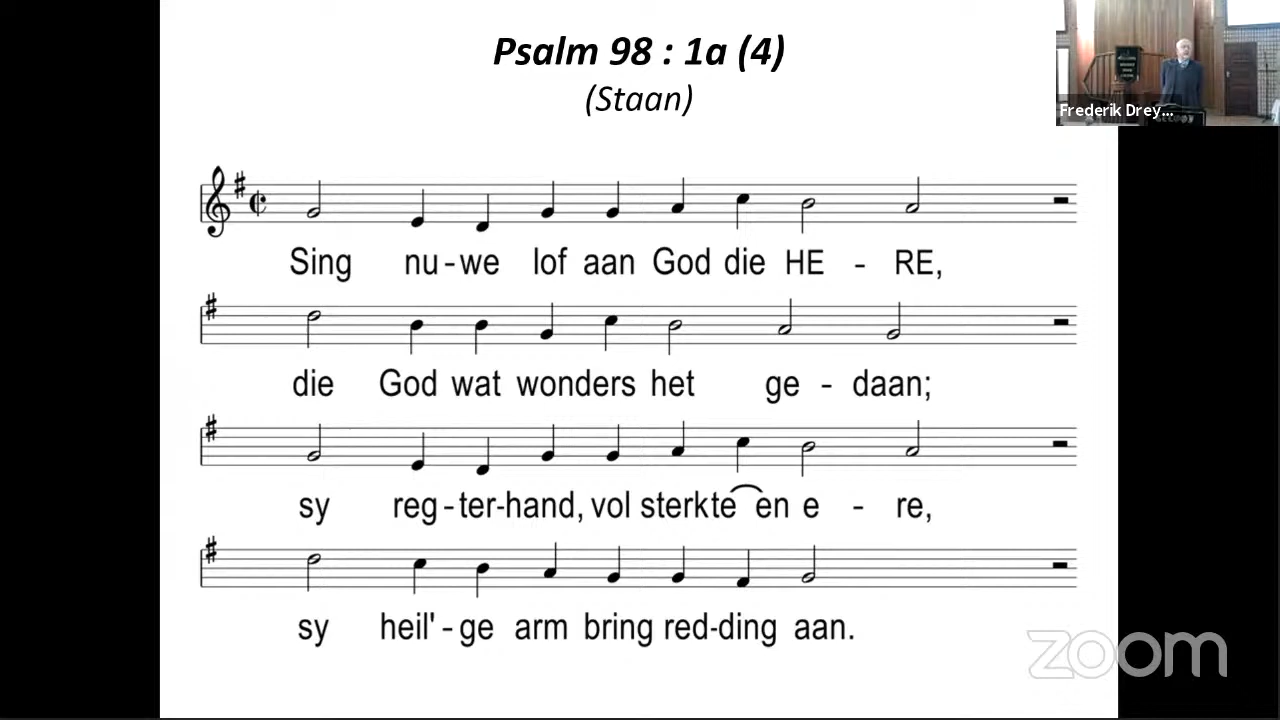 Psalm 98 : 1a (4)
(Staan)
Frederik Drey...
Sing nu-we lof aan God die HE - RE,
die God wat wonders het ge - daan;
sy reg-ter-hand, vol sterkte en e - re,
sy heil'-ge arm bring red-ding aan.
zoom